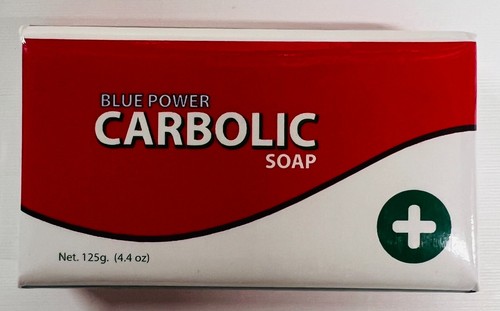 BLUE POWER
CARBOLIC
SOAP
Net. 125g. (4.4 oz)